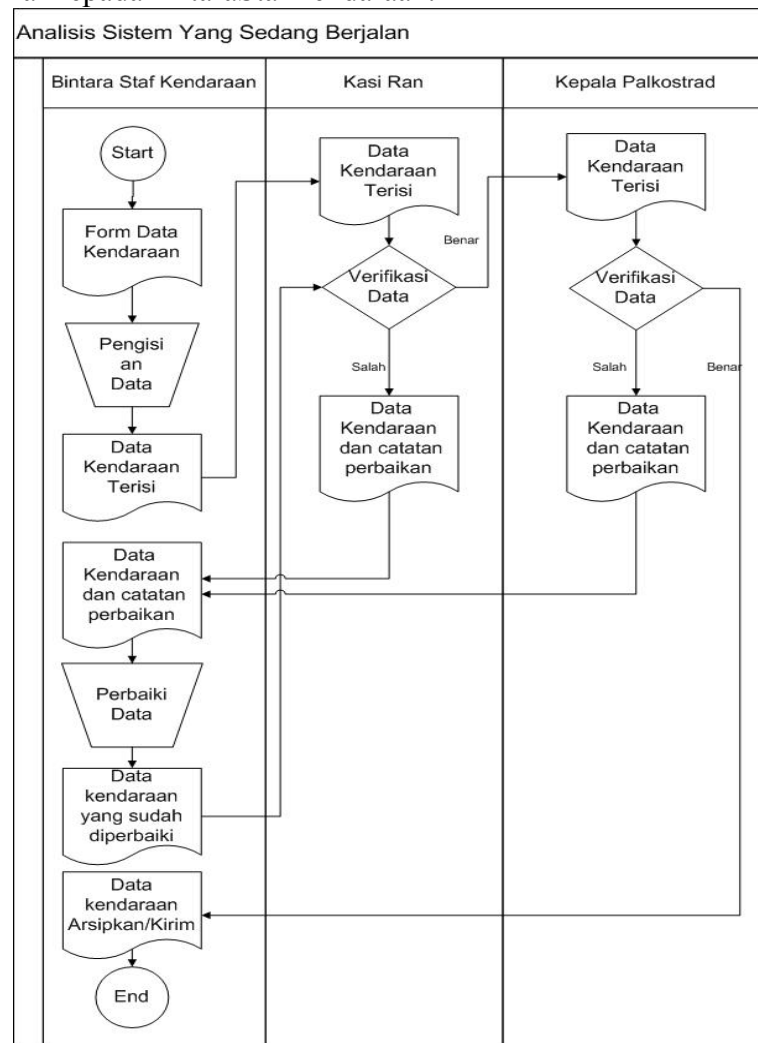 Analisis Sistem Yang Sedang Berjalan
Bintara Staf Kendaraan
Kasi Ran
Kepala Palkostrad
Start
Form Data
Kendaraan
Pengisi
an
Data
Data
Kendaraan
Terisi
Data
Kendaraan
dan catatan
perbaikan
Perbaiki
Data
Data
kendaraan
yang sudah
diperbaiki
Data
kendaraan
Arsipkan/Kirim
End
Data
Kendaraan
Terisi
Benar
Verifikasi
Data
Salah
Data
Kendaraan
dan catatan
perbaikan
Data
Kendaraan
Terisi
Verifikasi
Data
Salah
Benar
Data
Kendaraan
dan catatan
perbaikan